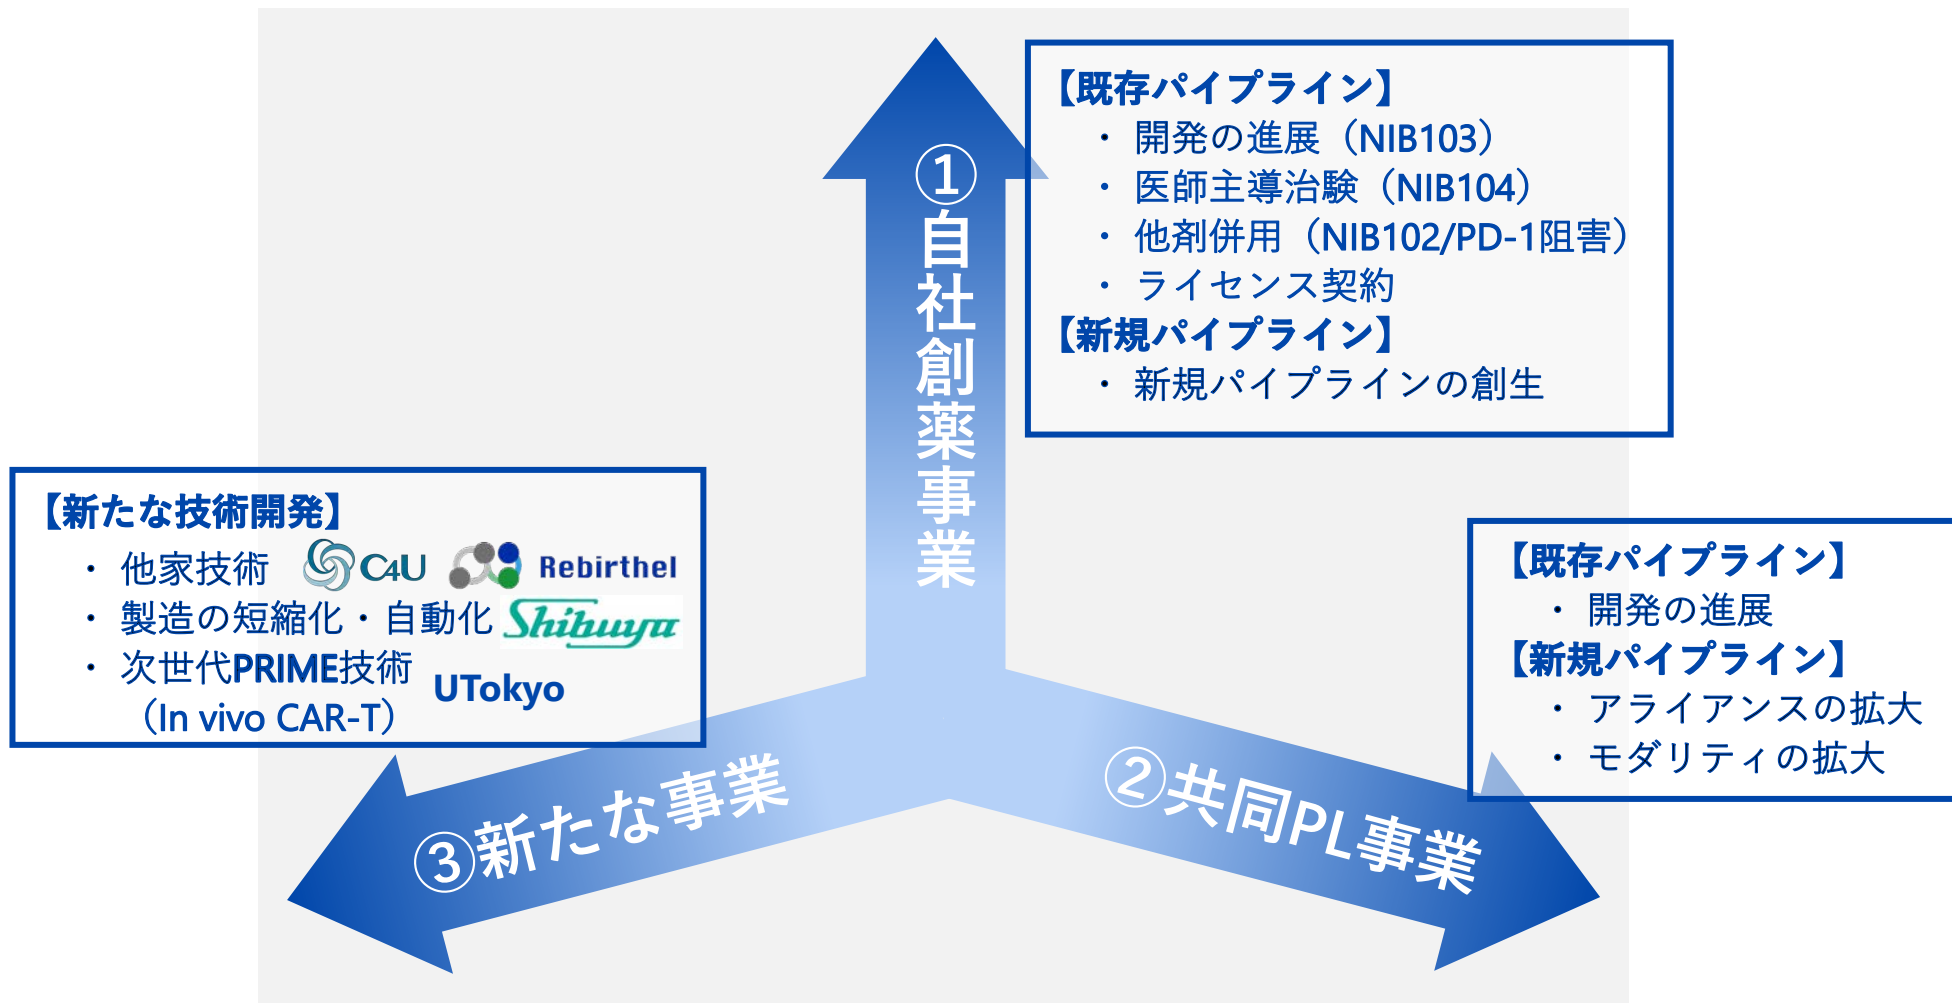 ①自社創薬事業
【既存パイプライン】
・ 開発の進展（NIB103）
・ 医師主導治験（NIB104）
・ 他剤併用（NIB102/PD-1阻害）
・ ライセンス契約
【新規パイプライン】
・ 新規パイプラインの創生
【新たな技術開発】
・ 他家技術 C4U Rebirthel
・ 製造の短縮化・自動化 Shibuya
・ 次世代PRIME技術
（In vivo CAR-T） UTokyo
③新たな事業
【既存パイプライン】
・ 開発の進展
【新規パイプライン】
・ アライアンスの拡大
・ モダリティの拡大
②共同PL事業